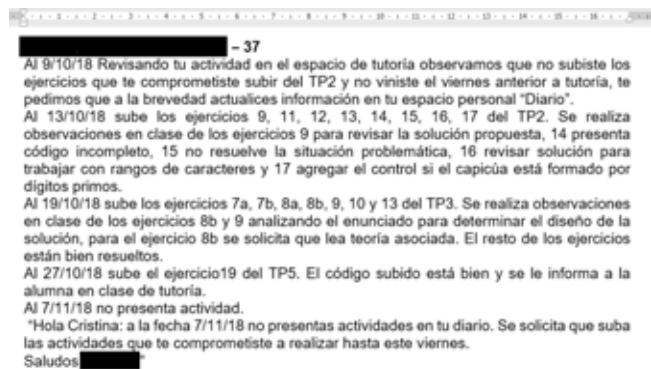 – 37
Al 9/10/18 Revisando tu actividad en el espacio de tutoría observamos que no subiste los
ejercicios que te comprometiste subir del TP2 y no viniste el viernes anterior a tutoría, te
pedimos que a la brevedad actualices información en tu espacio personal “Diario”.
Al 13/10/18 sube los ejercicios 9, 11, 12, 13, 14, 15, 16, 17 del TP2. Se realiza
observaciones en clase de los ejercicios 9 para revisar la solución propuesta, 14 presenta
código incompleto, 15 no resuelve la situación problemática, 16 revisar solución para
trabajar con rangos de caracteres y 17 agregar el control si el capicúa está formado por
dígitos primos.
Al 19/10/18 sube los ejercicios 7a, 7b, 8a, 8b, 9, 10 y 13 del TP3. Se realiza observaciones
en clase de los ejercicios 8b y 9 analizando el enunciado para determinar el diseño de la
solución, para el ejercicio 8b se solicita que lea teoría asociada. El resto de los ejercicios
están bien resueltos.
Al 27/10/18 sube el ejercicio19 del TP5. El código subido está bien y se le informa a la
alumna en clase de tutoría.
Al 7/11/18 no presenta actividad.
“Hola Cristina: a la fecha 7/11/18 no presentas actividades en tu diario. Se solicita que suba
las actividades que te comprometiste a realizar hasta este viernes.
Saludos ”